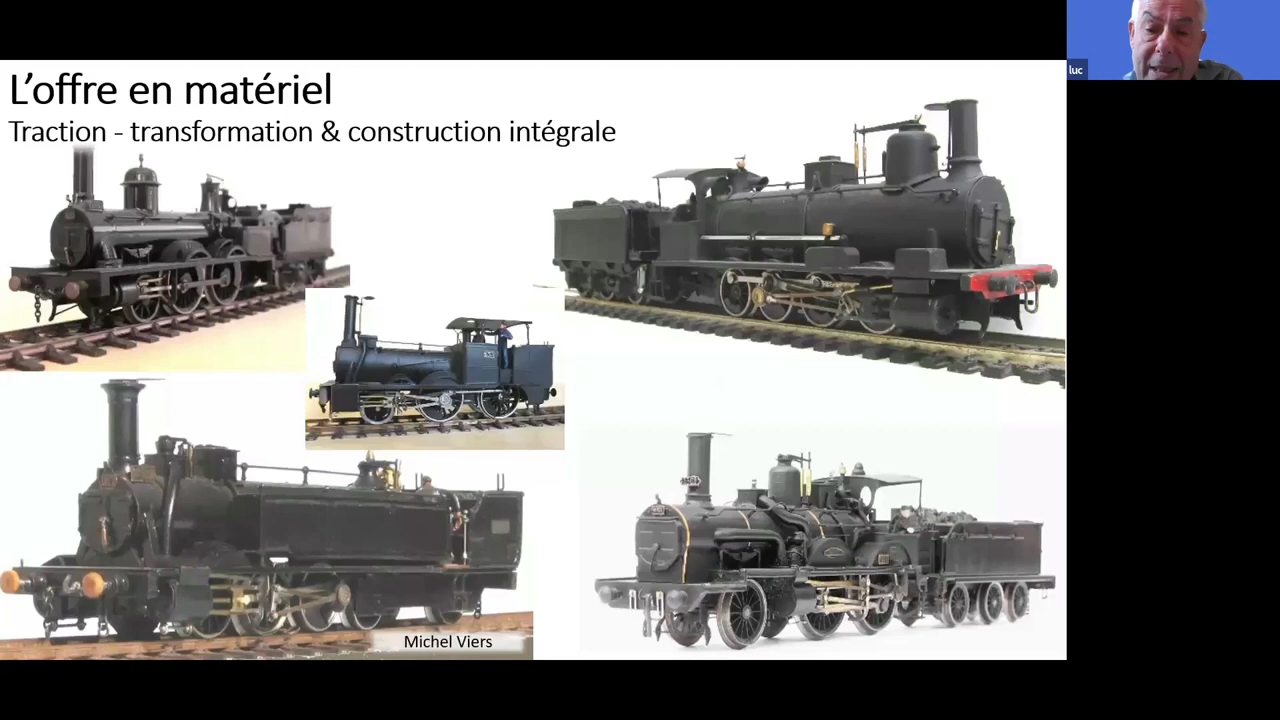 L'offre en matériel
Traction - transformation & construction intégrale
Michel Viers
luc